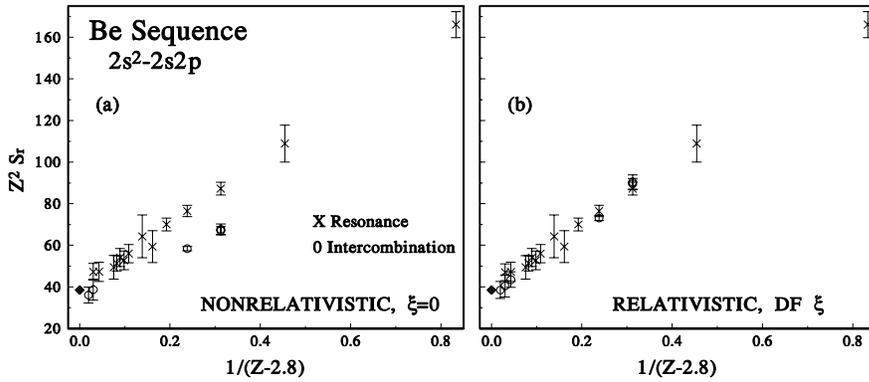 Be Sequence
2s²-2s2p
(a)
(b)
Z² Sr
160
140
120
100
80
60
40
20
X Resonance
0 Intercombination
NONRELATIVISTIC, ξ=0
RELATIVISTIC, DF ξ
0.0 0.2 0.4 0.6 0.8
0.0 0.2 0.4 0.6 0.8
1/(Z-2.8)
1/(Z-2.8)